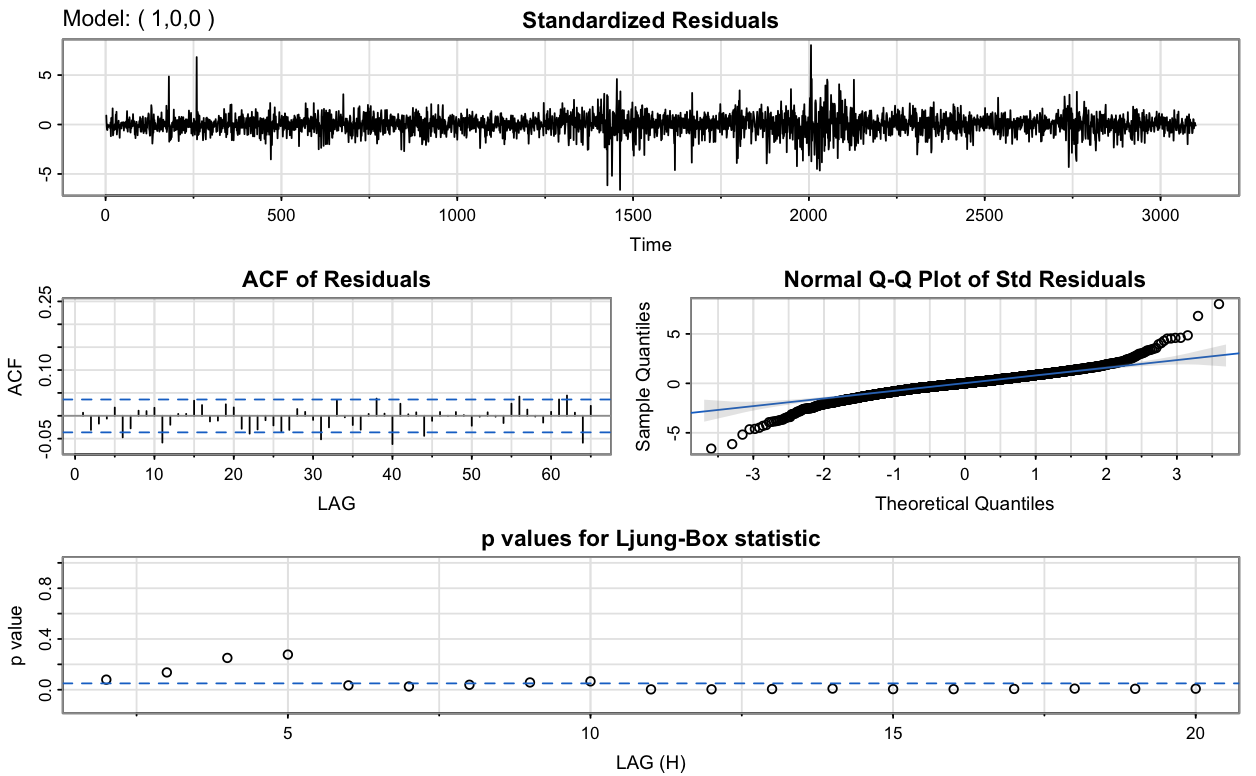 Model: ( 1,0,0 ) Standardized Residuals
5
0
-5
0 500 1000 1500 2000 2500 3000
Time
ACF of Residuals
ACF
0.25
0.10
-0.05
0 10 20 30 40 50 60
LAG
Normal Q-Q Plot of Std Residuals
Sample Quantiles
5
0
-5
-3 -2 -1 0 1 2 3
Theoretical Quantiles
p values for Ljung-Box statistic
p value
0.8
0.4
0.0
5 10 15 20
LAG (H)